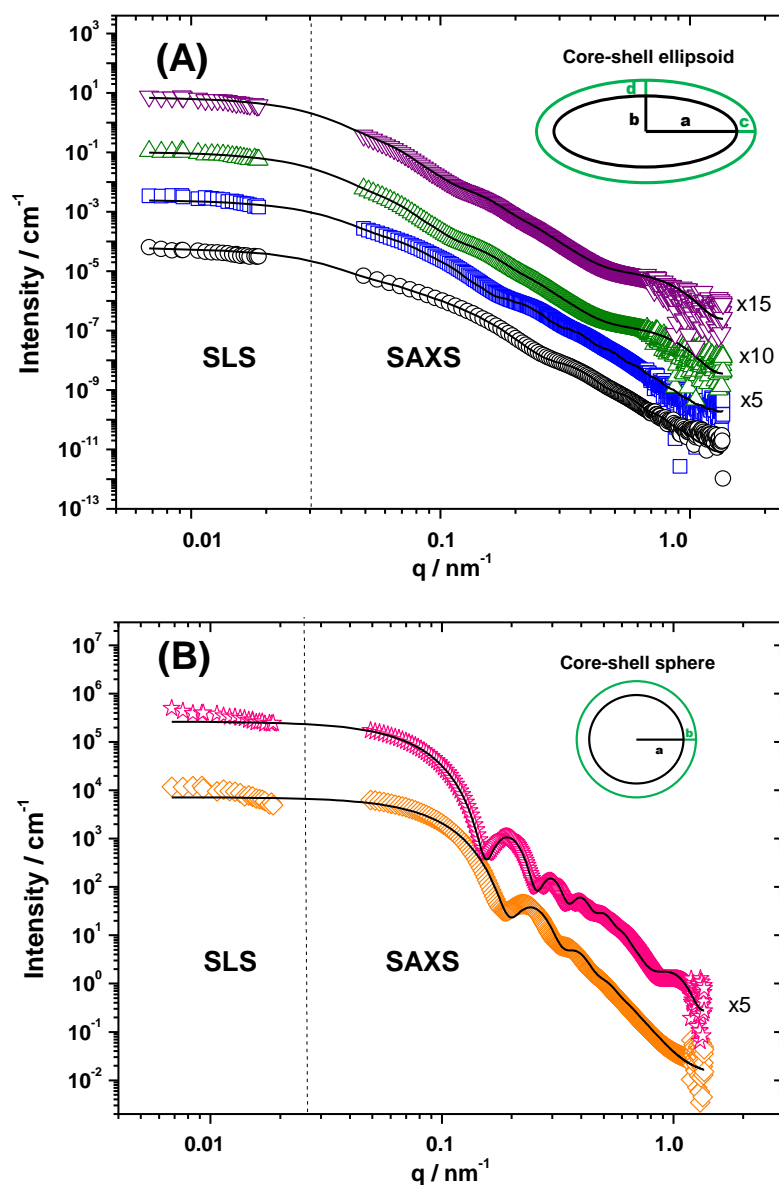 (A)
Core-shell ellipsoid
d
b
a
c
10¹
10⁻¹
10⁻³
10⁻⁵
10⁻⁷
10⁻⁹
10⁻¹¹
10⁻¹³
Intensity / cm⁻¹
SLS
SAXS
x15
x10
x5
0.01
0.1
1.0
q / nm⁻¹
(B)
Core-shell sphere
b
a
10⁷
10⁶
10⁵
10⁴
10³
10²
10¹
10⁰
10⁻¹
10⁻²
Intensity / cm⁻¹
SLS
SAXS
x5
0.01
0.1
1.0
q / nm⁻¹